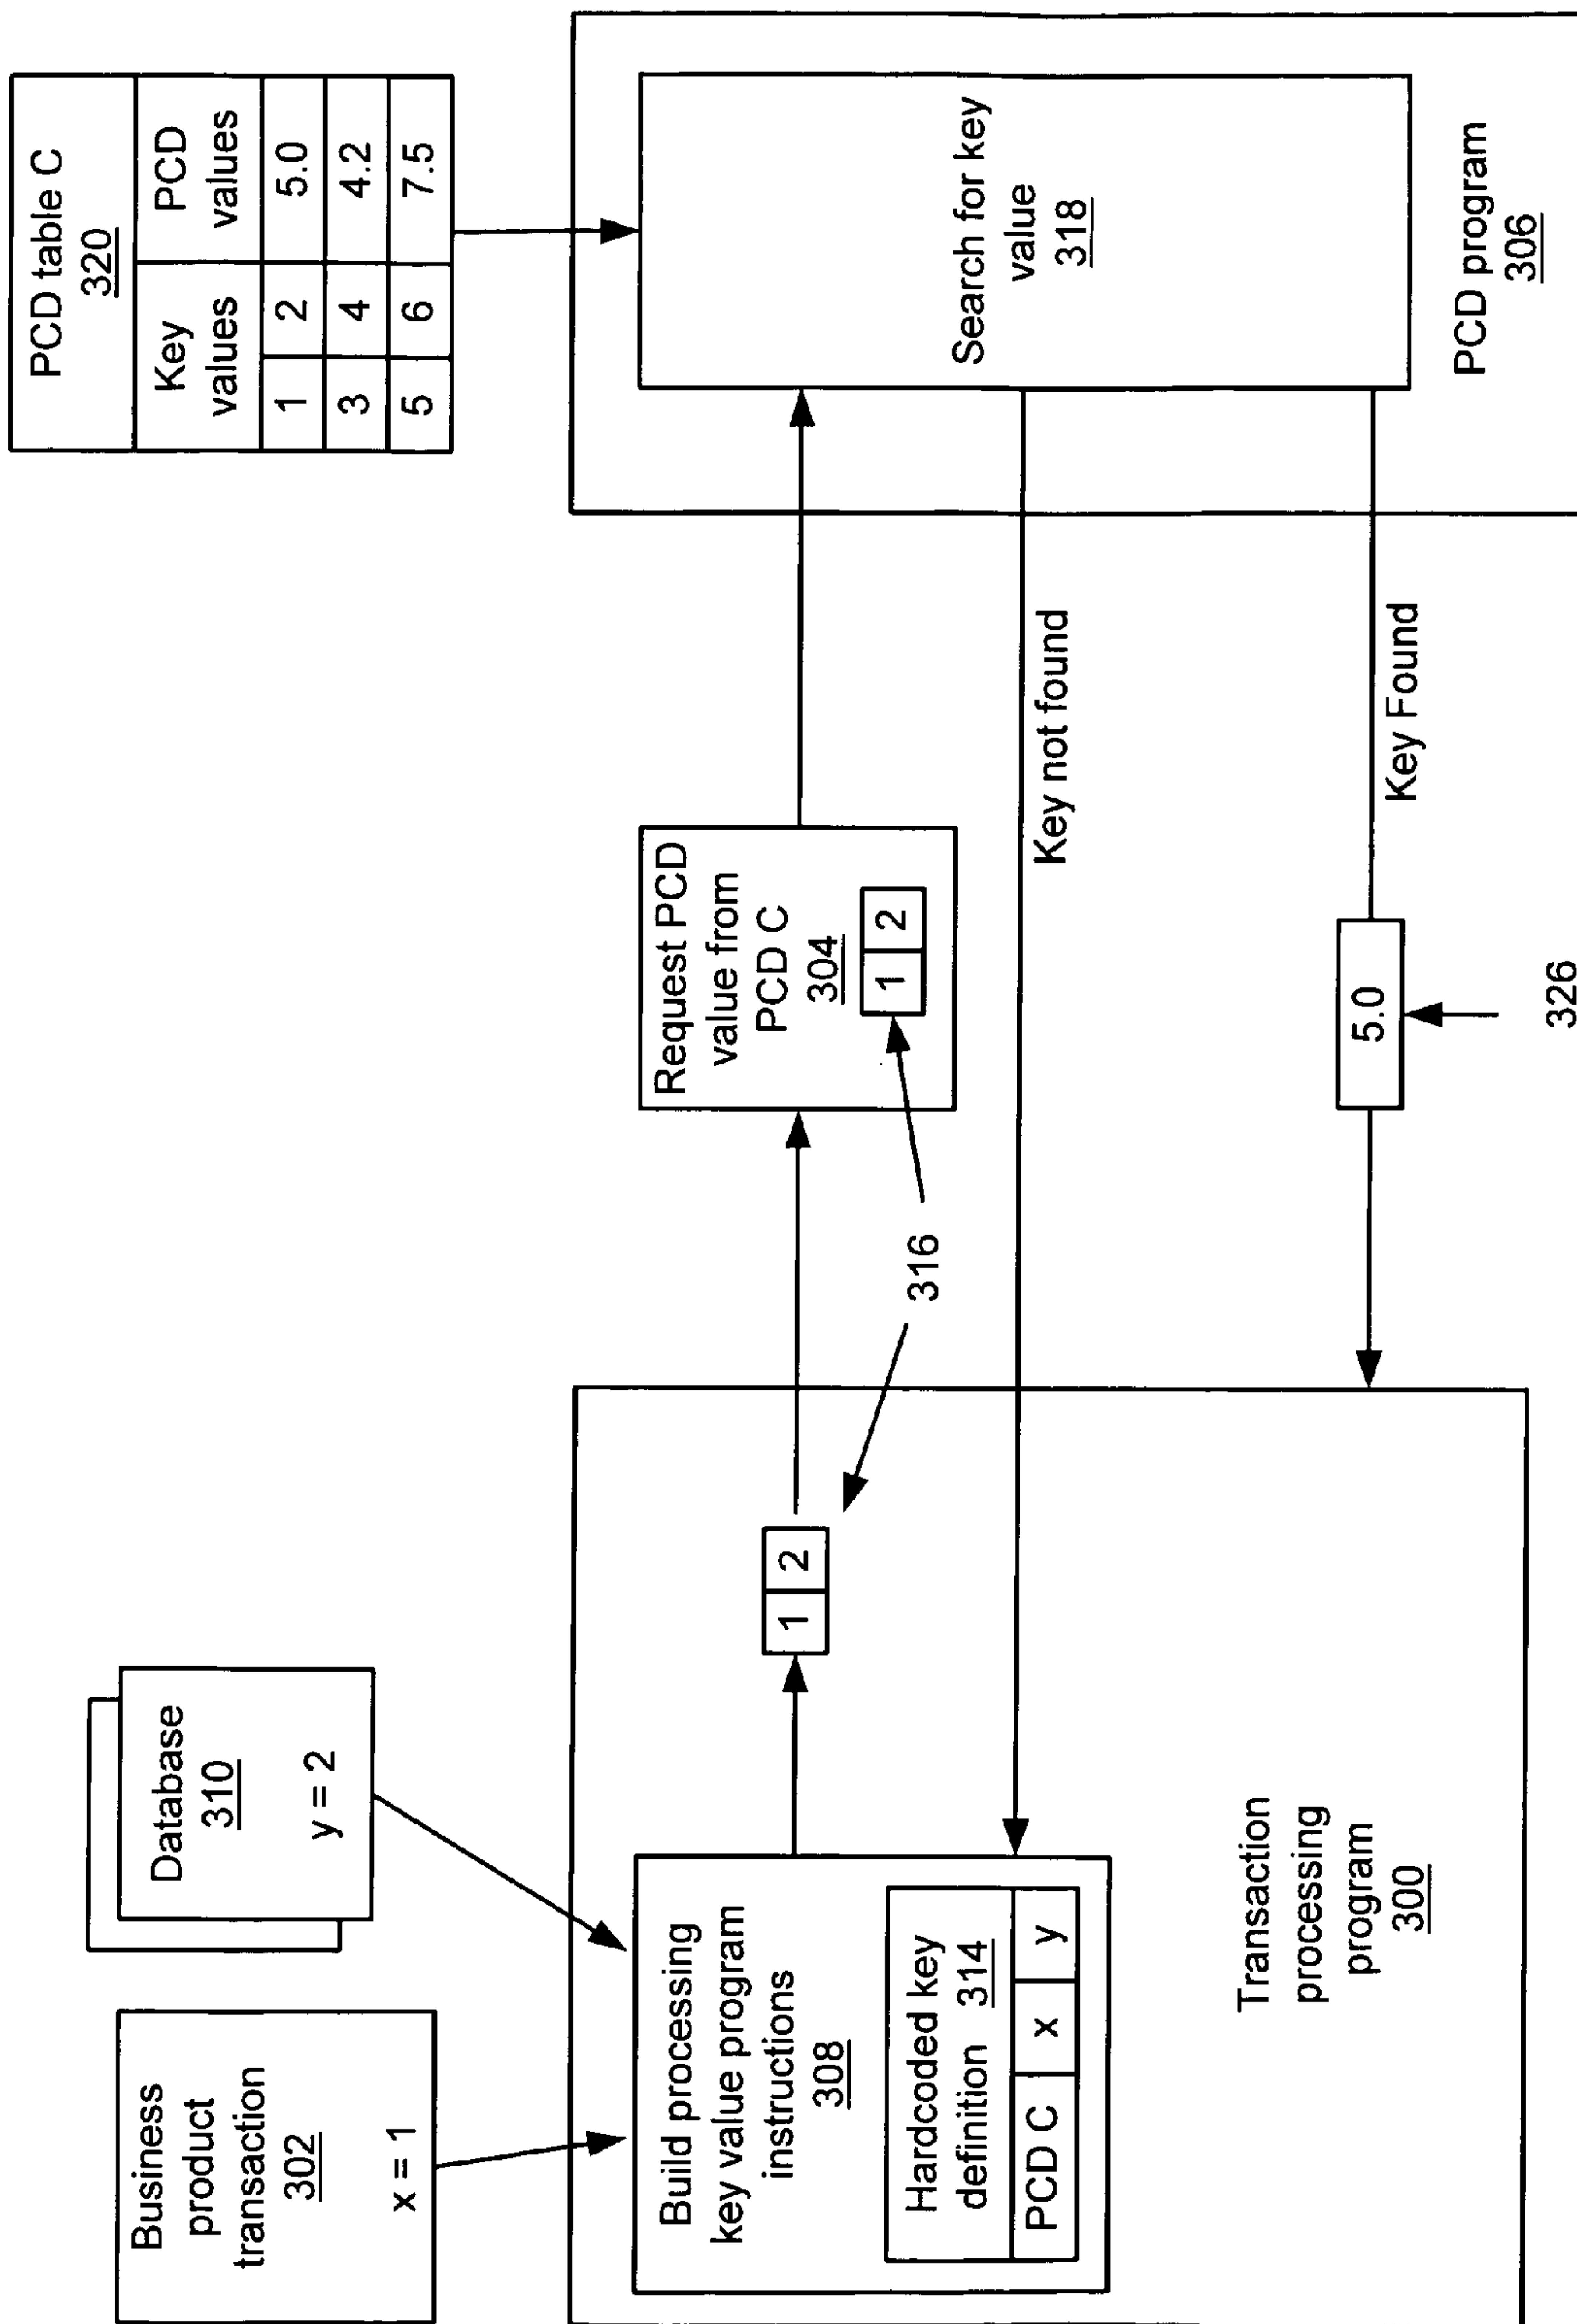 Business
product
transaction
302
x = 1
Database
310
y = 2
Build processing
key value program
instructions
308
Hardcoded key
definition 314
PCD C x y
1 2
Transaction
processing
program
300
316
Request PCD
value from
PCD C
304
1 2
Key not found
5.0
326
Key Found
PCD table C
320
Key
values
PCD
values
1 2 5.0
3 4 4.2
5 6 7.5
Search for key
value
318
PCD program
306